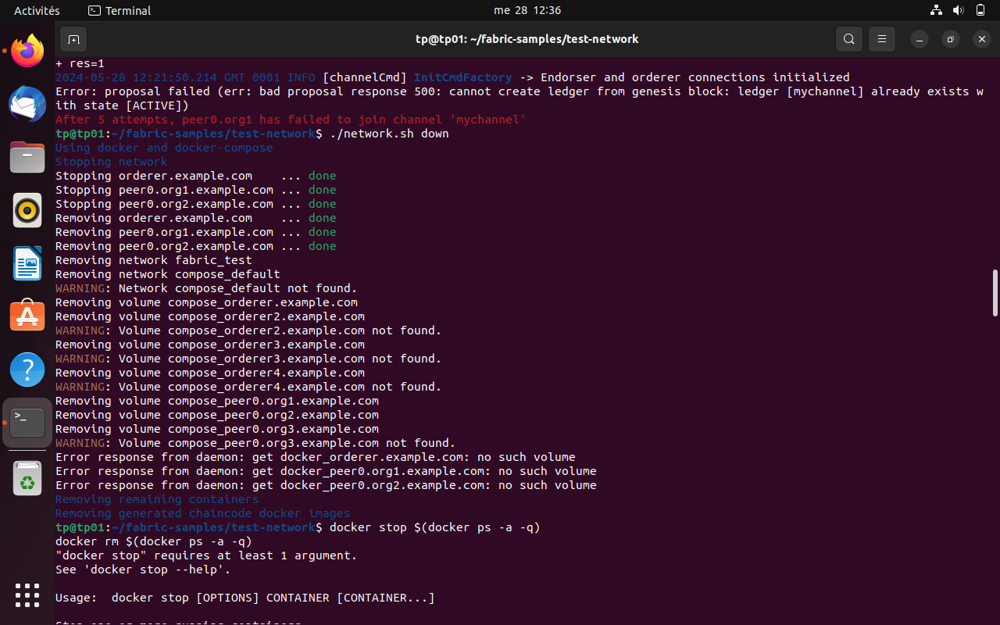 Activités
Terminal
me 28 12:36
tp@tp01: ~/fabric-samples/test-network
+ res=1
2024-05-28 12:21:50.214 GMT 0001 INFO [channelCmd] InitCmdFactory -> Endorser and orderer connections initialized
Error: proposal failed (err: bad proposal response 500: cannot create ledger from genesis block: ledger [mychannel] already exists w
ith state [ACTIVE])
After 5 attempts, peer0.org1 has failed to join channel 'mychannel'
tp@tp01:~/fabric-samples/test-network$ ./network.sh down
Using docker and docker-compose
Stopping network
Stopping orderer.example.com    ... done
Stopping peer0.org1.example.com ... done
Stopping peer0.org2.example.com ... done
Removing orderer.example.com    ... done
Removing peer0.org1.example.com ... done
Removing peer0.org2.example.com ... done
Removing network fabric_test
Removing network compose_default
WARNING: Network compose_default not found.
Removing volume compose_orderer.example.com
Removing volume compose_orderer2.example.com
WARNING: Volume compose_orderer2.example.com not found.
Removing volume compose_orderer3.example.com
WARNING: Volume compose_orderer3.example.com not found.
Removing volume compose_orderer4.example.com
WARNING: Volume compose_orderer4.example.com not found.
Removing volume compose_peer0.org1.example.com
Removing volume compose_peer0.org2.example.com
Removing volume compose_peer0.org3.example.com
WARNING: Volume compose_peer0.org3.example.com not found.
Error response from daemon: get docker_orderer.example.com: no such volume
Error response from daemon: get docker_peer0.org1.example.com: no such volume
Error response from daemon: get docker_peer0.org2.example.com: no such volume
Removing remaining containers
Removing generated chaincode docker images
tp@tp01:~/fabric-samples/test-network$ docker stop $(docker ps -a -q)
docker rm $(docker ps -a -q)
"docker stop" requires at least 1 argument.
See 'docker stop --help'.
Usage:  docker stop [OPTIONS] CONTAINER [CONTAINER...]
Stop one or more running containers